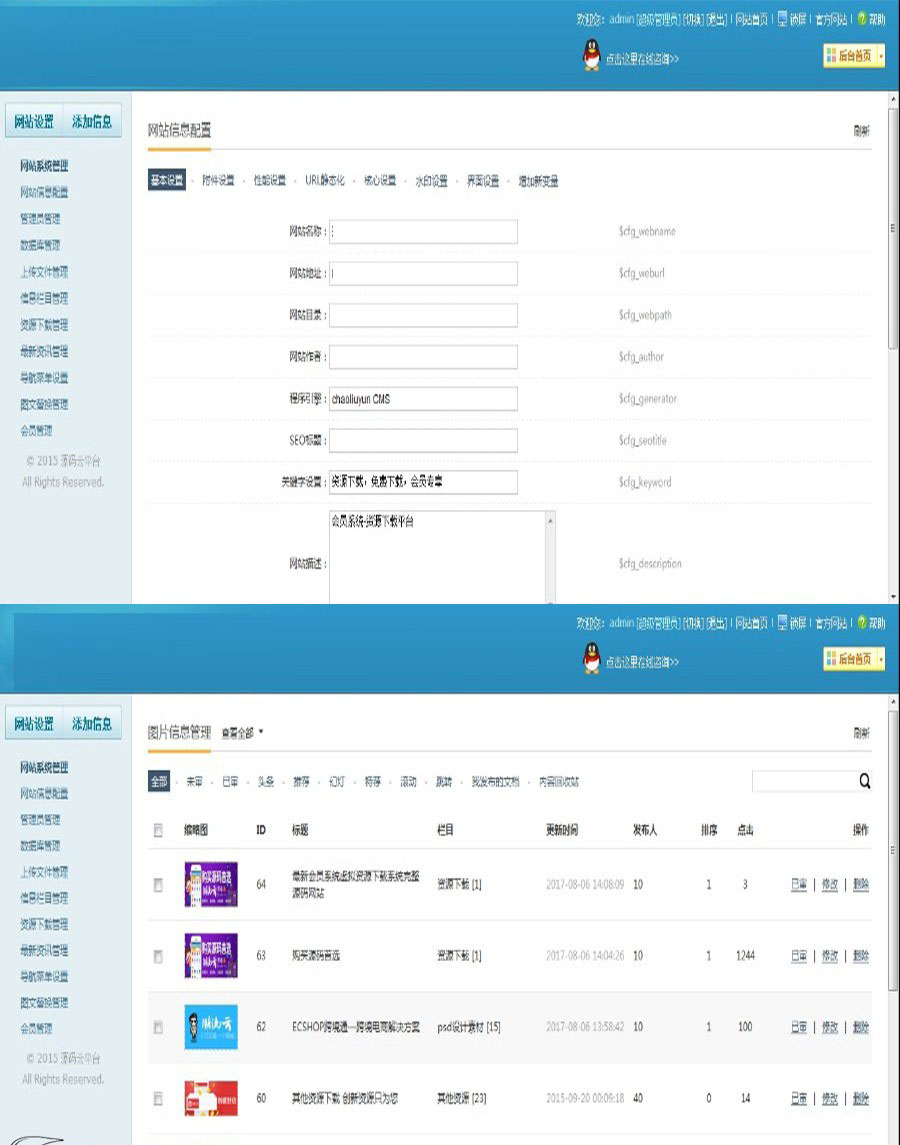 欢迎您: admin [超级管理员] [切换] [退出] | 网站首页 | 锁屏 | 官方网站 | 帮助
点击这里在线咨询>>
后台首页
网站设置 添加信息
网站系统管理
网站信息配置
管理员管理
数据库管理
上传文件管理
信息栏目管理
资源下载管理
最新资讯管理
导航菜单设置
图文替换管理
会员管理
© 2015 源码云平台
All Rights Reserved.
网站信息配置 刷新
基本设置 - 附件设置 - 性能设置 - URL静态化 - 核心设置 - 水印设置 - 界面设置 - 增加新变量
网站名称: $cfg_webname
网站地址: $cfg_weburl
网站目录: $cfg_webpath
网站作者: $cfg_author
程序引擎: chaoliuyun CMS $cfg_generator
SEO标题: $cfg_seotitle
关键字设置: 资源下载，免费下载，会员专享 $cfg_keyword
会员系统-资源下载平台
网站描述: $cfg_description
欢迎您: admin [超级管理员] [切换] [退出] | 网站首页 | 锁屏 | 官方网站 | 帮助
点击这里在线咨询>>
后台首页
网站设置 添加信息
网站系统管理
网站信息配置
管理员管理
数据库管理
上传文件管理
信息栏目管理
资源下载管理
最新资讯管理
导航菜单设置
图文替换管理
会员管理
© 2015 源码云平台
All Rights Reserved.
图片信息管理 查看全部 刷新
全部 - 未审 - 已审 - 头条 - 推荐 - 幻灯 - 特荐 - 滚动 - 跳转 - 我发布的文档 - 内容回收站
缩略图 ID 标题 栏目 更新时间 发布人 排序 点击 操作
购买源码首选 64 最新会员系统虚拟资源下载系统完整源码网站 资源下载 [1] 2017-08-06 14:08:09 10 1 3 已审 | 修改 | 删除
购买源码首选 63 购买源码首选 资源下载 [1] 2017-08-06 14:04:26 10 1 1244 已审 | 修改 | 删除
62 ECSHOP跨境通—跨境电商解决方案 psd设计素材 [15] 2017-08-06 13:58:42 10 1 100 已审 | 修改 | 删除
60 其他资源下载 创新资源只为您 其他资源 [23] 2015-09-20 00:09:18 40 0 14 已审 | 修改 | 删除